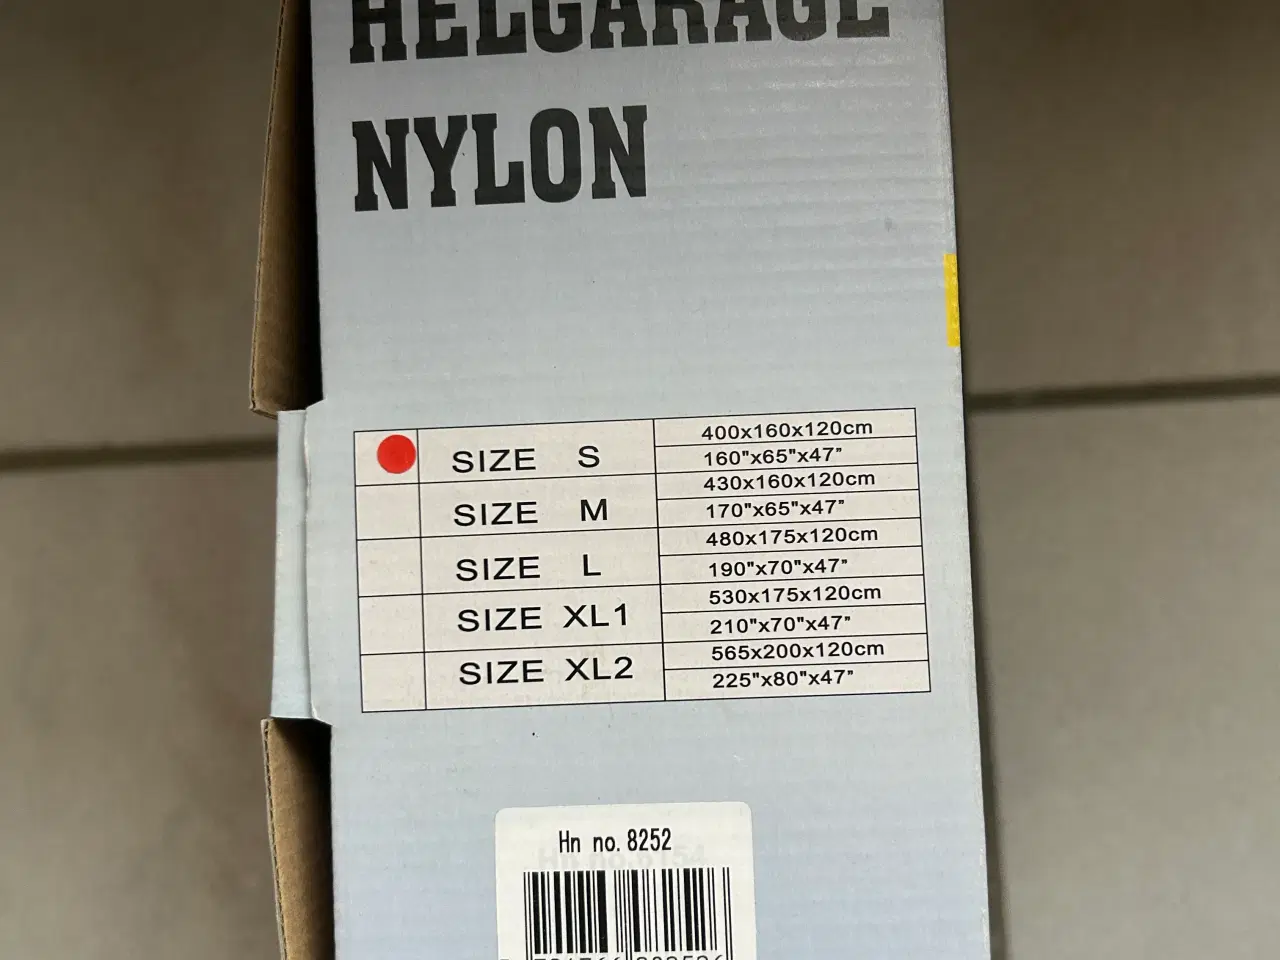 HELGARAGE
NYLON
SIZE S 400x160x120cm
160"x65"x47"
SIZE M 430x160x120cm
170"x65"x47"
SIZE L 480x175x120cm
190"x70"x47"
SIZE XL1 530x175x120cm
210"x70"x47"
SIZE XL2 565x200x120cm
225"x80"x47"
Hn no. 8252